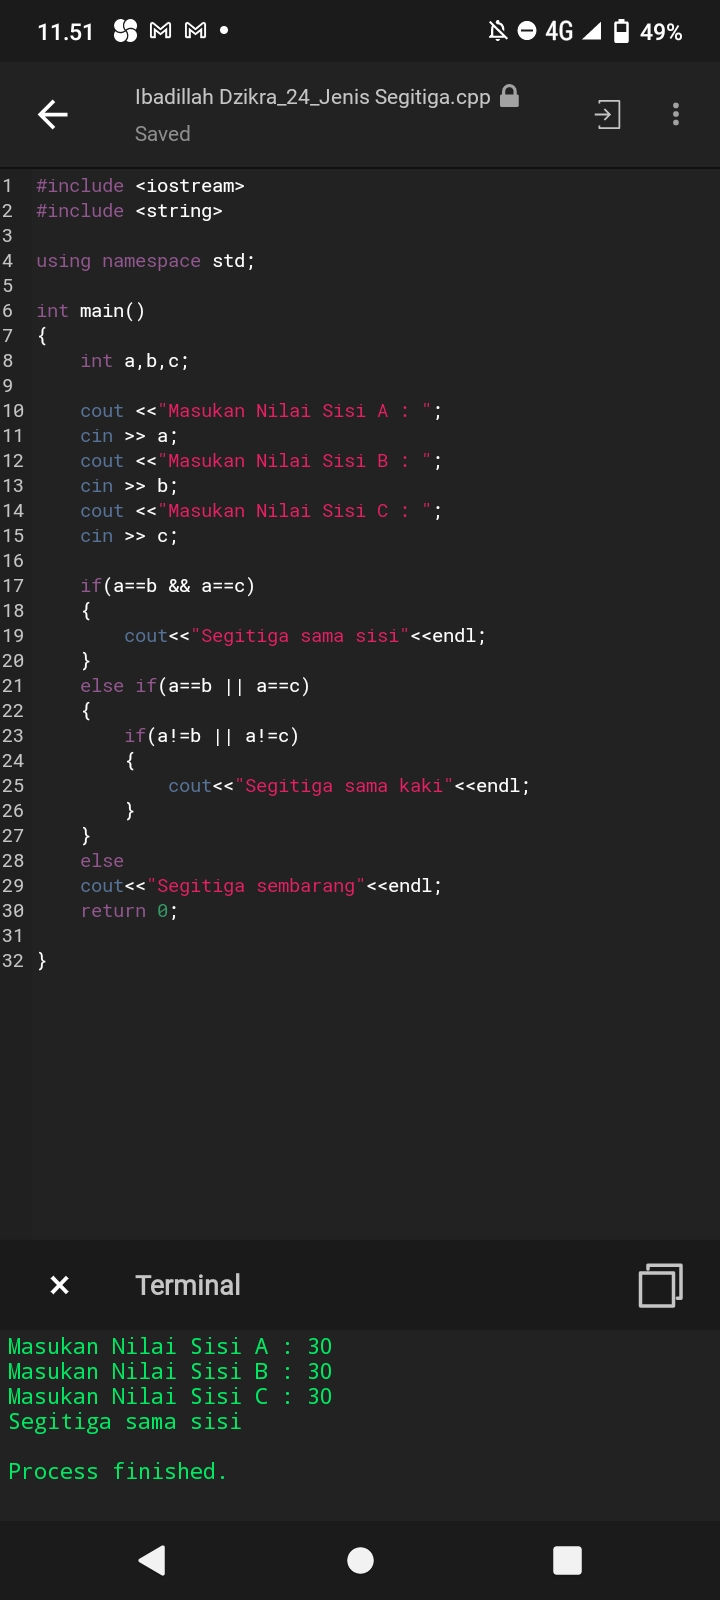 11.51 4G 49%
Ibadillah Dzikra_24_Jenis Segitiga.cpp
Saved
1 #include <iostream>
2 #include <string>
3
4 using namespace std;
5
6 int main()
7 {
8     int a,b,c;
9
10     cout <<"Masukan Nilai Sisi A : ";
11     cin >> a;
12     cout <<"Masukan Nilai Sisi B : ";
13     cin >> b;
14     cout <<"Masukan Nilai Sisi C : ";
15     cin >> c;
16
17     if(a==b && a==c)
18     {
19         cout<<"Segitiga sama sisi"<<endl;
20     }
21     else if(a==b || a==c)
22     {
23         if(a!=b || a!=c)
24         {
25             cout<<"Segitiga sama kaki"<<endl;
26         }
27     }
28     else
29     cout<<"Segitiga sembarang"<<endl;
30     return 0;
31
32 }
Terminal
Masukan Nilai Sisi A : 30
Masukan Nilai Sisi B : 30
Masukan Nilai Sisi C : 30
Segitiga sama sisi
Process finished.